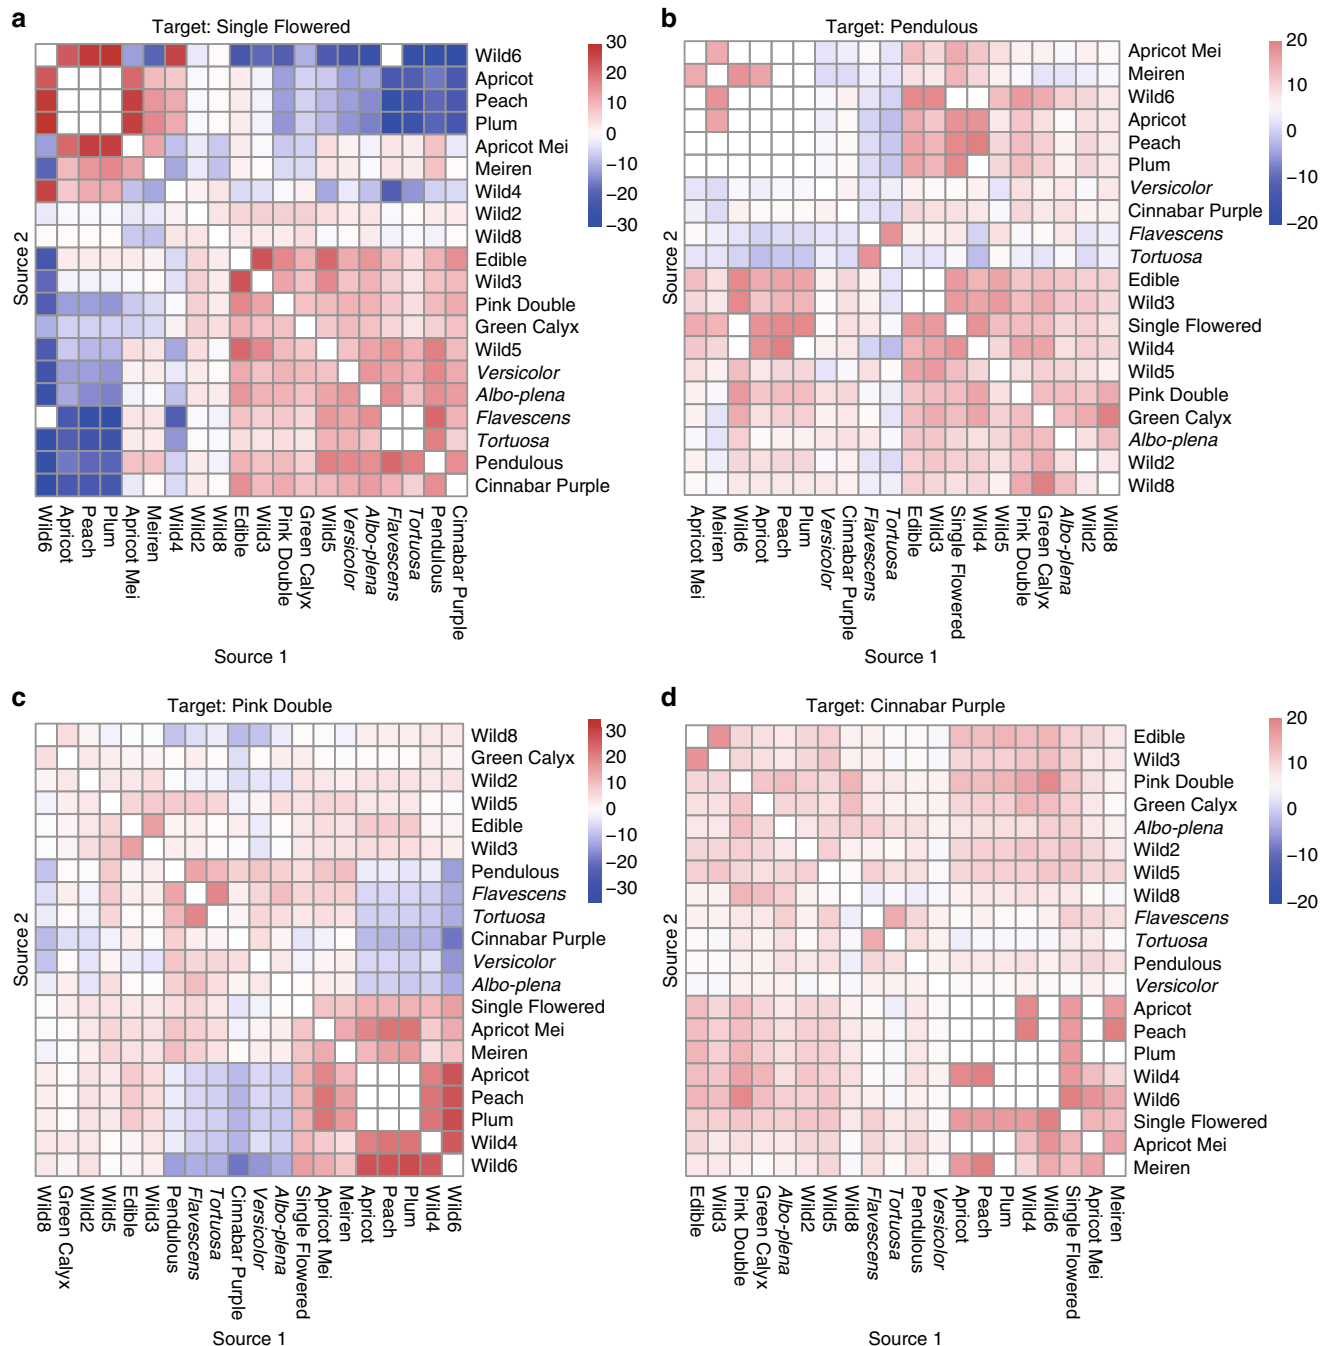 a
Target: Single Flowered
Wild6
Apricot
Peach
Plum
Apricot Mei
Meiren
Wild4
Wild2
Wild8
Edible
Wild3
Pink Double
Green Calyx
Wild5
Versicolor
Albo-plena
Flavescens
Tortuosa
Pendulous
Cinnabar Purple
30
20
10
0
−10
−20
−30
Source 2
Wild6
Apricot
Peach
Plum
Apricot Mei
Meiren
Wild4
Wild2
Wild8
Edible
Wild3
Pink Double
Green Calyx
Wild5
Versicolor
Albo-plena
Flavescens
Tortuosa
Pendulous
Cinnabar Purple
Source 1
b
Target: Pendulous
Apricot Mei
Meiren
Wild6
Apricot
Peach
Plum
Versicolor
Cinnabar Purple
Flavescens
Tortuosa
Edible
Wild3
Single Flowered
Wild4
Wild5
Pink Double
Green Calyx
Albo-plena
Wild2
Wild8
20
10
0
−10
−20
Source 2
Apricot Mei
Meiren
Wild6
Apricot
Peach
Plum
Versicolor
Cinnabar Purple
Flavescens
Tortuosa
Edible
Wild3
Single Flowered
Wild4
Wild5
Pink Double
Green Calyx
Albo-plena
Wild2
Wild8
Source 1
c
Target: Pink Double
Wild8
Green Calyx
Wild2
Wild5
Edible
Wild3
Pendulous
Flavescens
Tortuosa
Cinnabar Purple
Versicolor
Albo-plena
Single Flowered
Apricot Mei
Meiren
Apricot
Peach
Plum
Wild4
Wild6
30
20
10
0
−10
−20
−30
Source 2
Wild8
Green Calyx
Wild2
Wild5
Edible
Wild3
Pendulous
Flavescens
Tortuosa
Cinnabar Purple
Versicolor
Albo-plena
Single Flowered
Apricot Mei
Meiren
Apricot
Peach
Plum
Wild4
Wild6
Source 1
d
Target: Cinnabar Purple
Edible
Wild3
Pink Double
Green Calyx
Albo-plena
Wild2
Wild5
Wild8
Flavescens
Tortuosa
Pendulous
Versicolor
Apricot
Peach
Plum
Wild4
Wild6
Single Flowered
Apricot Mei
Meiren
20
10
0
−10
−20
Source 2
Edible
Wild3
Pink Double
Green Calyx
Albo-plena
Wild2
Wild5
Wild8
Flavescens
Tortuosa
Pendulous
Versicolor
Apricot
Peach
Plum
Wild4
Wild6
Single Flowered
Apricot Mei
Meiren
Source 1